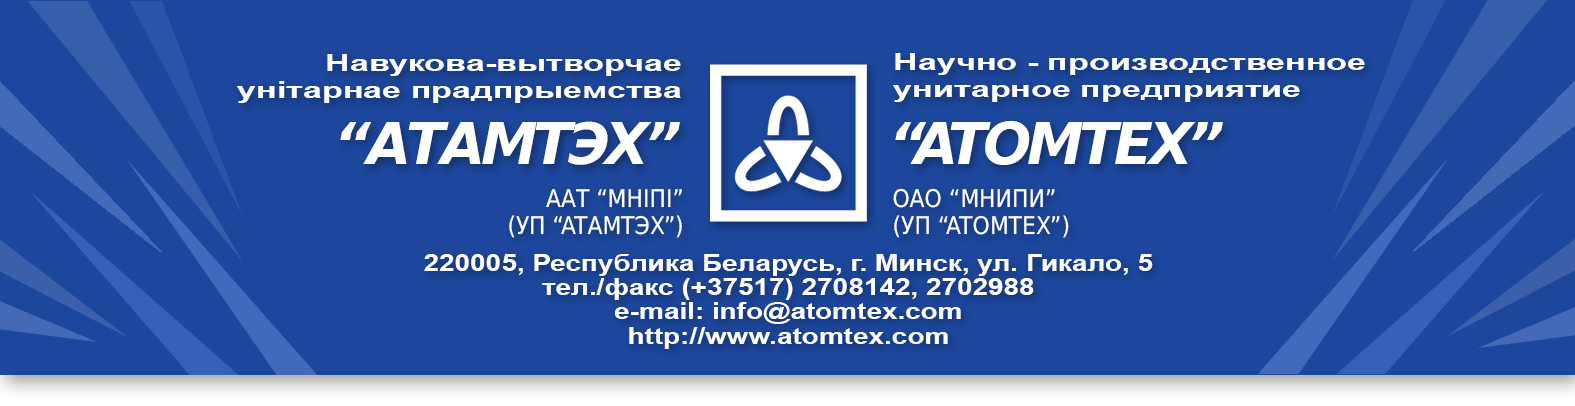 Навукова-вытворчае
унітарнае прадпрыемства
“АТАМТЭХ”
ААТ “МНІПІ”
(УП “АТАМТЭХ”)
Научно - производственное
унитарное предприятие
“АТОМТЕХ”
ОАО “МНИПИ”
(УП “АТОМТЕХ”)
220005, Республика Беларусь, г. Минск, ул. Гикало, 5
тел./факс (+37517) 2708142, 2702988
e-mail: info@atomtex.com
http://www.atomtex.com